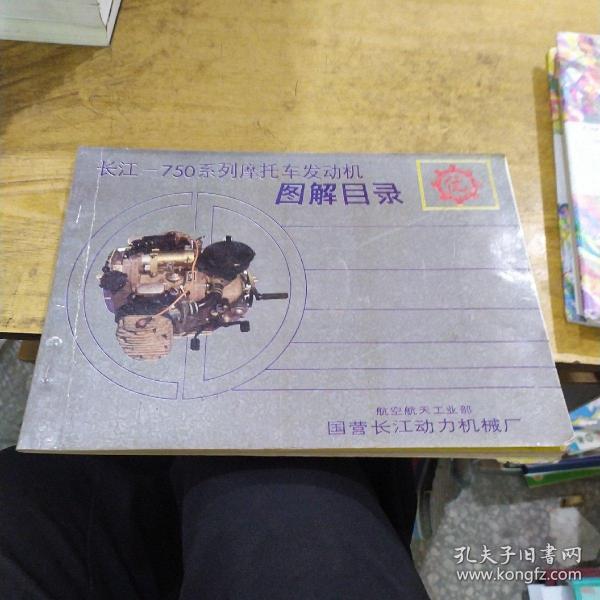 长江—750系列摩托车发动机
图解目录
优
航空航天工业部
国营长江动力机械厂
孔夫子旧书网
www.kongfz.com